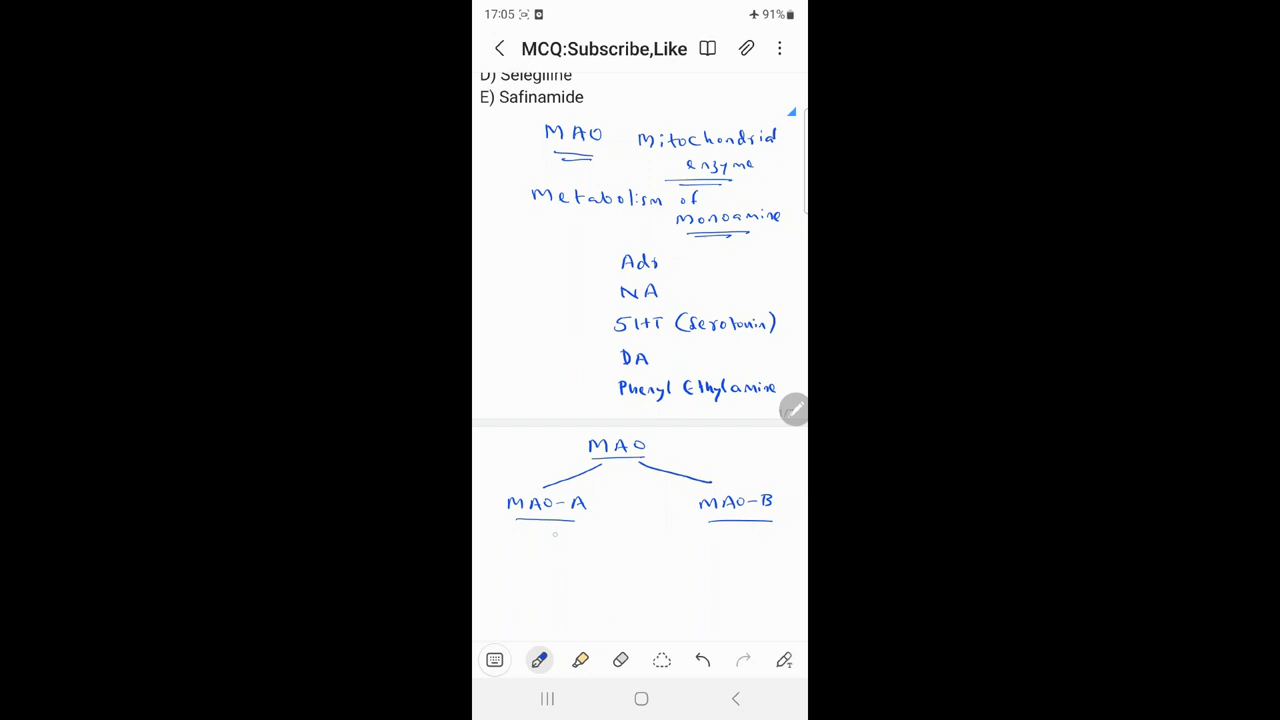 17:05 91%
MCQ:Subscribe,Like
D) Selegiline
E) Safinamide
MAO Mitochondrial
enzyme
Metabolism of
monoamine
Adr
NA
5HT (Serotonin)
DA
Phenyl Ethylamine
MAO
MAO-A MAO-B